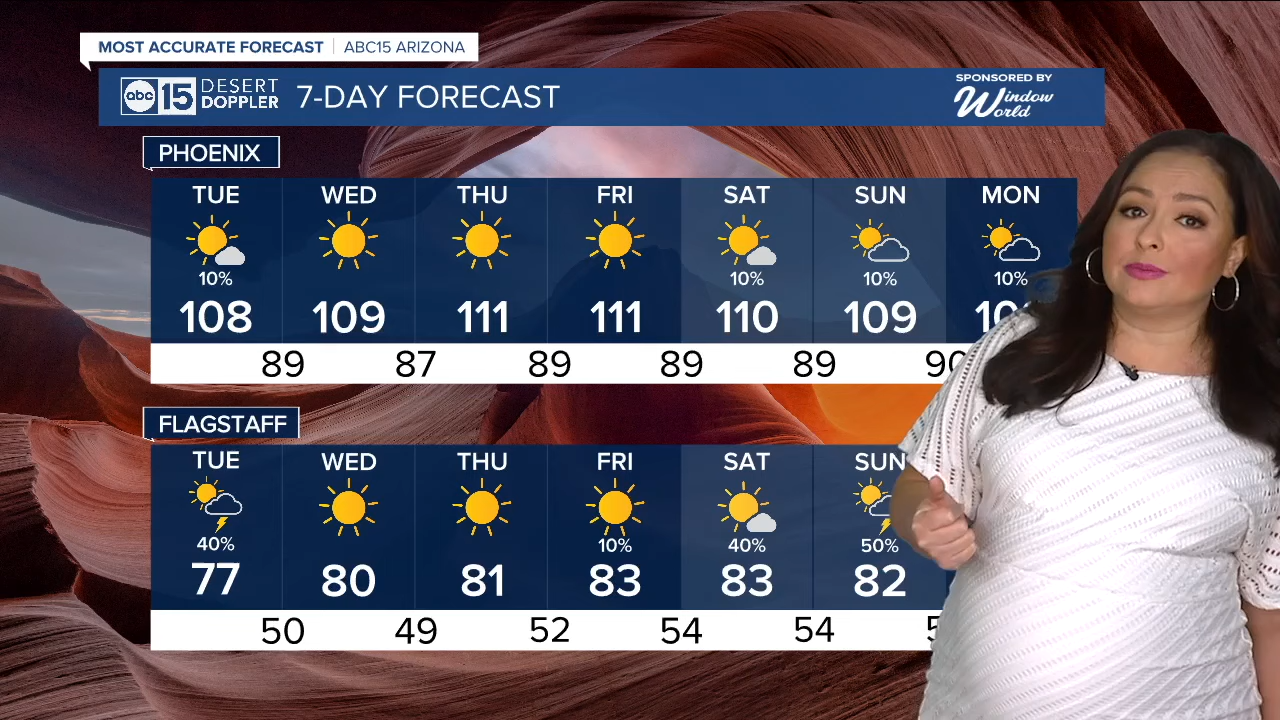 MOST ACCURATE FORECAST | ABC15 ARIZONA
abc 15 DESERT DOPPLER 7-DAY FORECAST
SPONSORED BY
Window World
PHOENIX
TUE WED THU FRI SAT SUN MON
10% 10% 10% 10%
108 109 111 111 110 109
89 87 89 89 89 90
FLAGSTAFF
TUE WED THU FRI SAT SUN
40% 10% 40% 50%
77 80 81 83 83 82
50 49 52 54 54